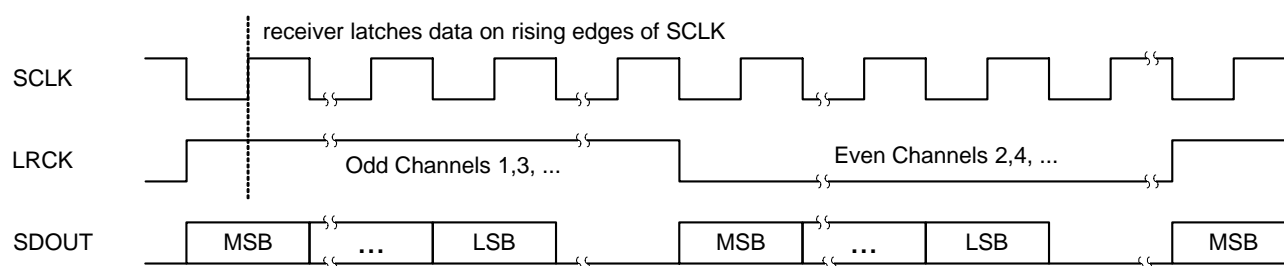 receiver latches data on rising edges of SCLK
SCLK
LRCK
Odd Channels 1,3, ...
Even Channels 2,4, ...
SDOUT
MSB
...
LSB
MSB
...
LSB
MSB